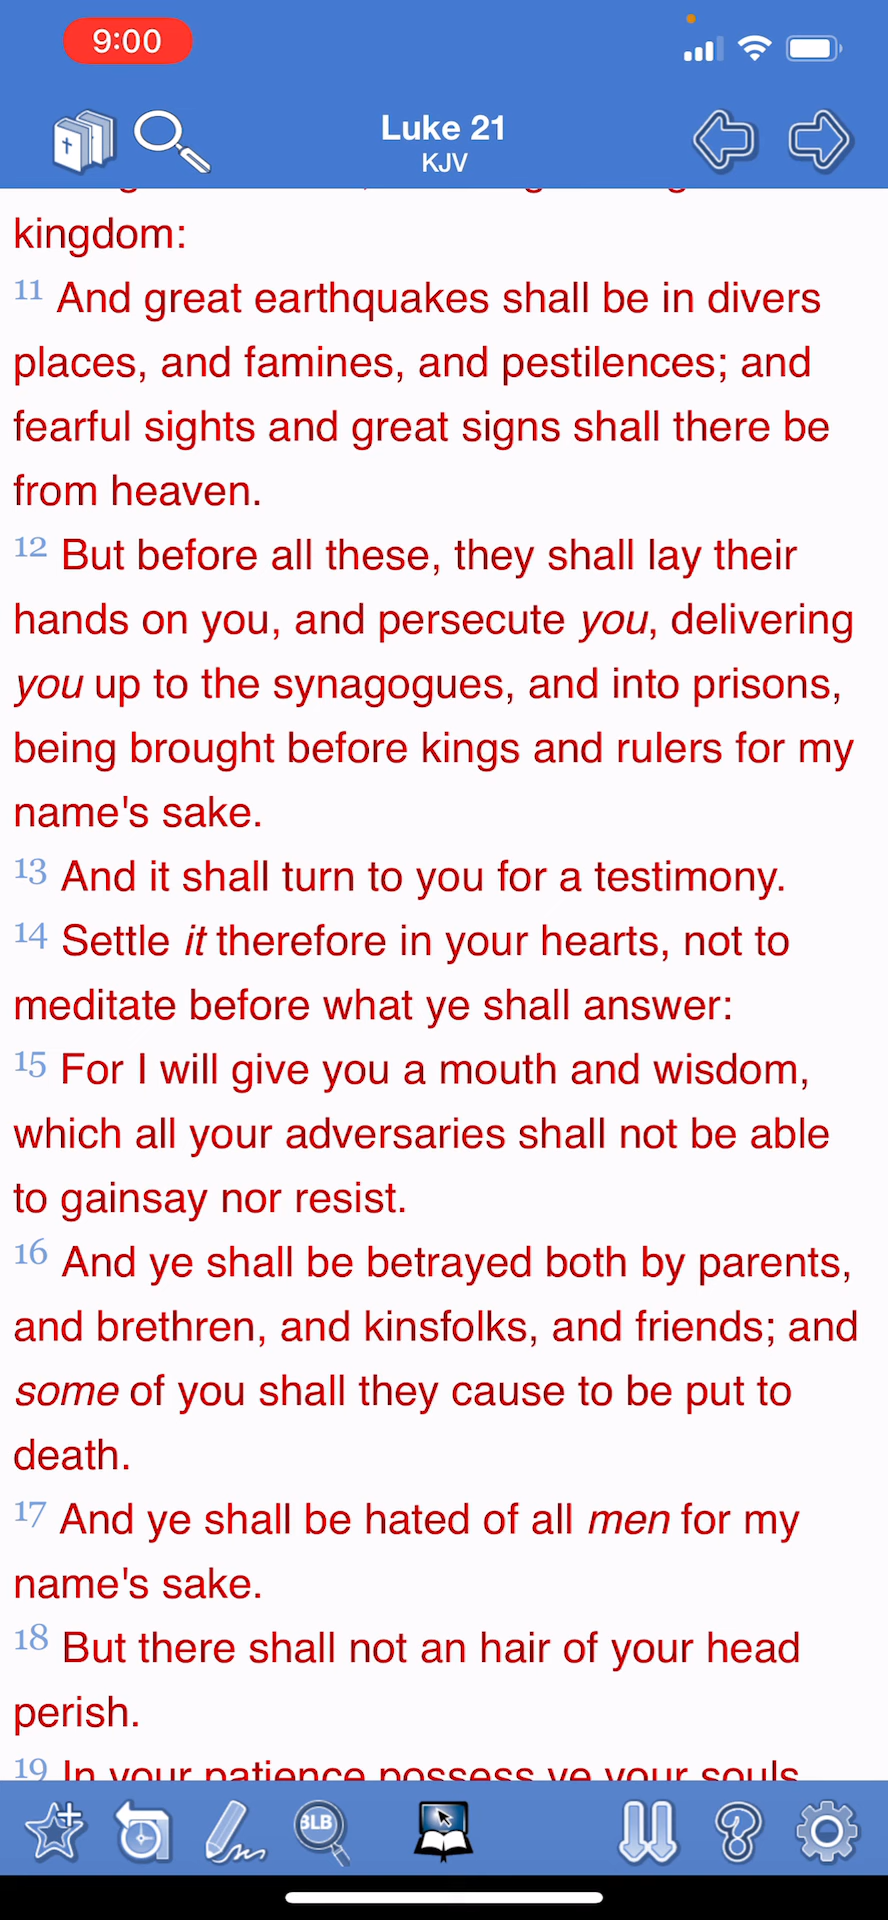 9:00
Luke 21
KJV
kingdom:
11 And great earthquakes shall be in divers
places, and famines, and pestilences; and
fearful sights and great signs shall there be
from heaven.
12 But before all these, they shall lay their
hands on you, and persecute you, delivering
you up to the synagogues, and into prisons,
being brought before kings and rulers for my
name's sake.
13 And it shall turn to you for a testimony.
14 Settle it therefore in your hearts, not to
meditate before what ye shall answer:
15 For I will give you a mouth and wisdom,
which all your adversaries shall not be able
to gainsay nor resist.
16 And ye shall be betrayed both by parents,
and brethren, and kinsfolks, and friends; and
some of you shall they cause to be put to
death.
17 And ye shall be hated of all men for my
name's sake.
18 But there shall not an hair of your head
perish.
19 In your patience possess ye your souls
BLB